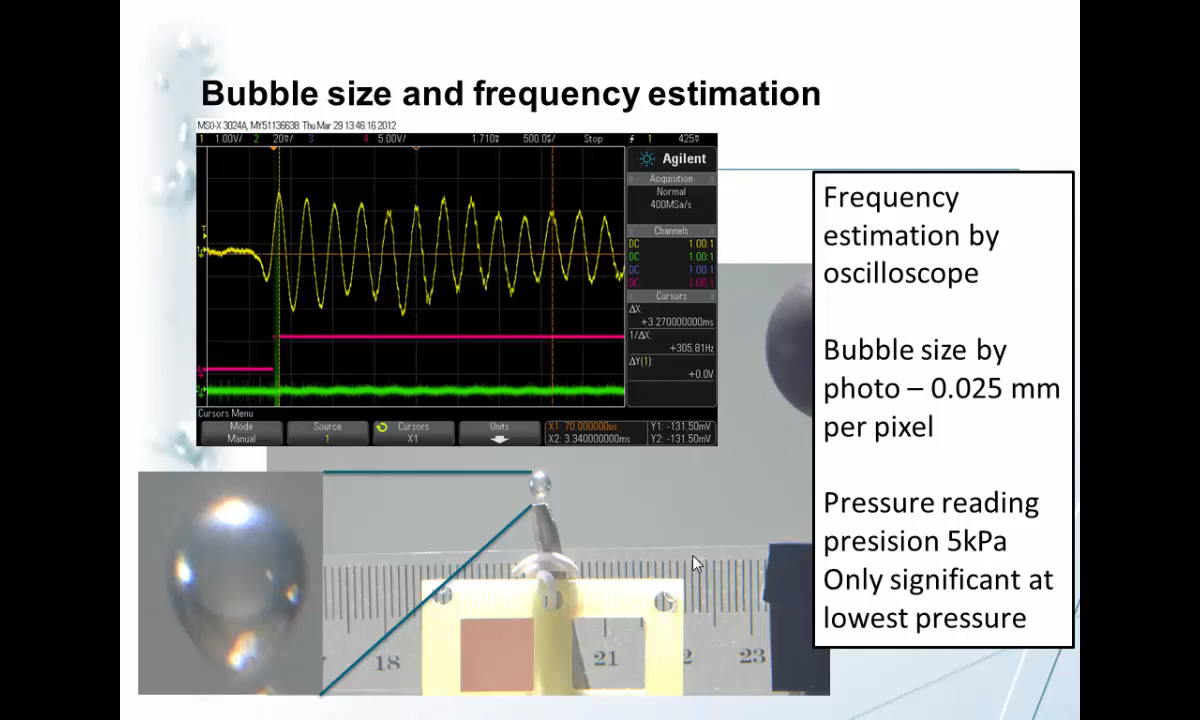 Bubble size and frequency estimation
MSO-X 3024A, MY51136638: Thu Mar 29 13:46:16 2012
1 1.00V/ 2 20V/ 3 4 5.00V/ 1.710s 500.0s/ Stop 1 425V
Agilent
Acquisition
Normal
400MSa/s
Channels
DC 1.00:1
DC 1.00:1
DC 1.00:1
DC 1.00:1
Cursors
ΔX:
+3.270000000ms
1/ΔX:
+305.81Hz
ΔY(1):
+0.0V
Cursors Menu
Mode
Manual
Source
1
Cursors
X1
Units
X1: 70.000000us
X2: 3.340000000ms
Y1: -131.50mV
Y2: -131.50mV
Frequency
estimation by
oscilloscope
Bubble size by
photo – 0.025 mm
per pixel
Pressure reading
presision 5kPa
Only significant at
lowest pressure
18
21
2
23